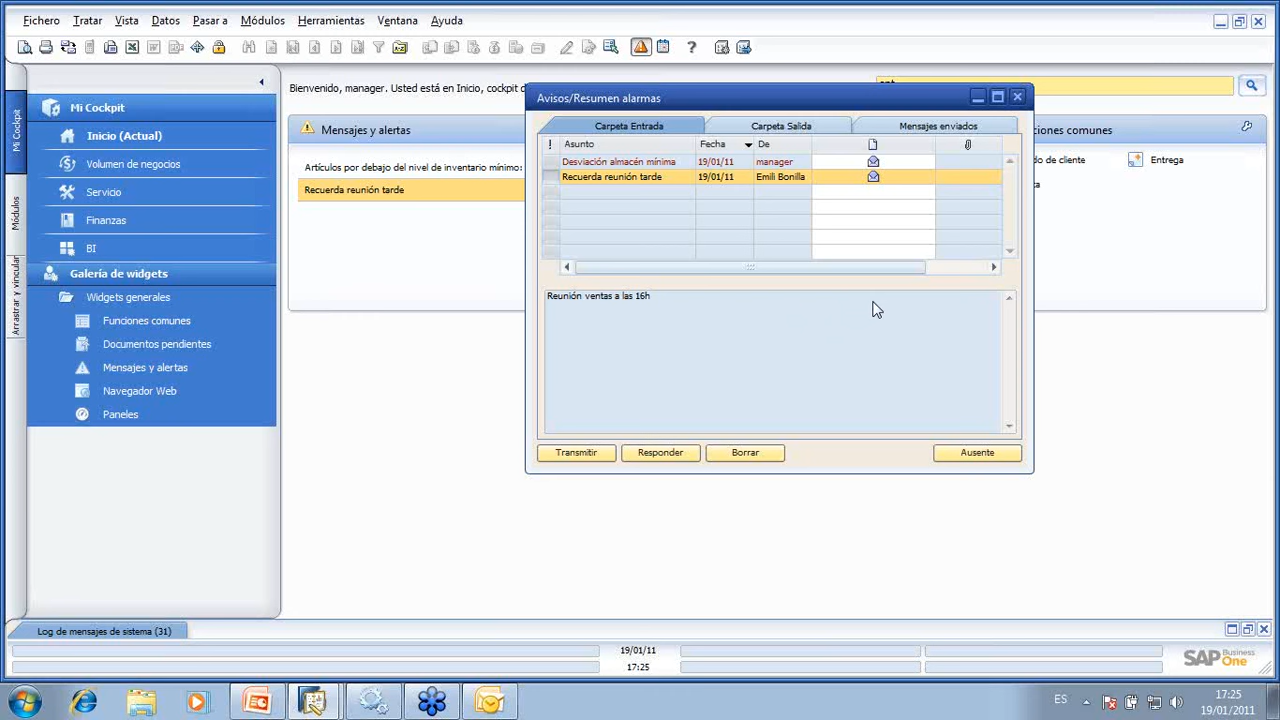 Fichero Tratar Vista Datos Pasar a Módulos Herramientas Ventana Ayuda
Mi Cockpit
Módulos
Arrastrar y vincular
Mi Cockpit
Inicio (Actual)
Volumen de negocios
Servicio
Finanzas
BI
Galería de widgets
Widgets generales
Funciones comunes
Documentos pendientes
Mensajes y alertas
Navegador Web
Paneles
Bienvenido, manager. Usted está en Inicio, cockpit d
Mensajes y alertas
Artículos por debajo del nivel de inventario mínimo:
Recuerda reunión tarde
Avisos/Resumen alarmas
Carpeta Entrada Carpeta Salida Mensajes enviados
! Asunto Fecha De
Desviación almacén mínima 19/01/11 manager
Recuerda reunión tarde 19/01/11 Emili Bonilla
Reunión ventas a las 16h
Transmitir Responder Borrar Ausente
ciones comunes
do de cliente Entrega
Log de mensajes de sistema (31)
19/01/11
17:25
SAP Business One
ES
17:25
19/01/2011